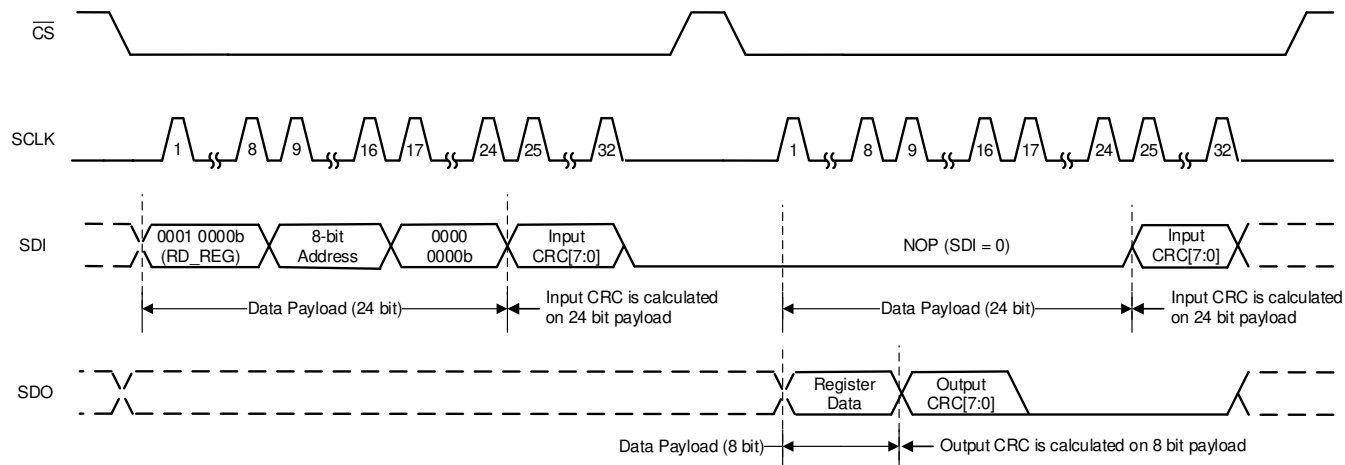 CS
SCLK
1 8 9 16 17 24 25 32 1 8 9 16 17 24 25 32
SDI
0001 0000b
(RD_REG)
8-bit
Address
0000
0000b
Input
CRC[7:0]
NOP (SDI = 0)
Input
CRC[7:0]
Data Payload (24 bit)
Input CRC is calculated
on 24 bit payload
Data Payload (24 bit)
Input CRC is calculated
on 24 bit payload
SDO
Register
Data
Output
CRC[7:0]
Data Payload (8 bit)
Output CRC is calculated on 8 bit payload